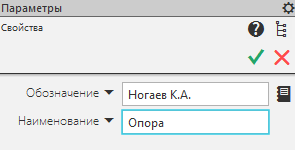 Параметры
Свойства
Обозначение Ногаев К.А.
Наименование Опора